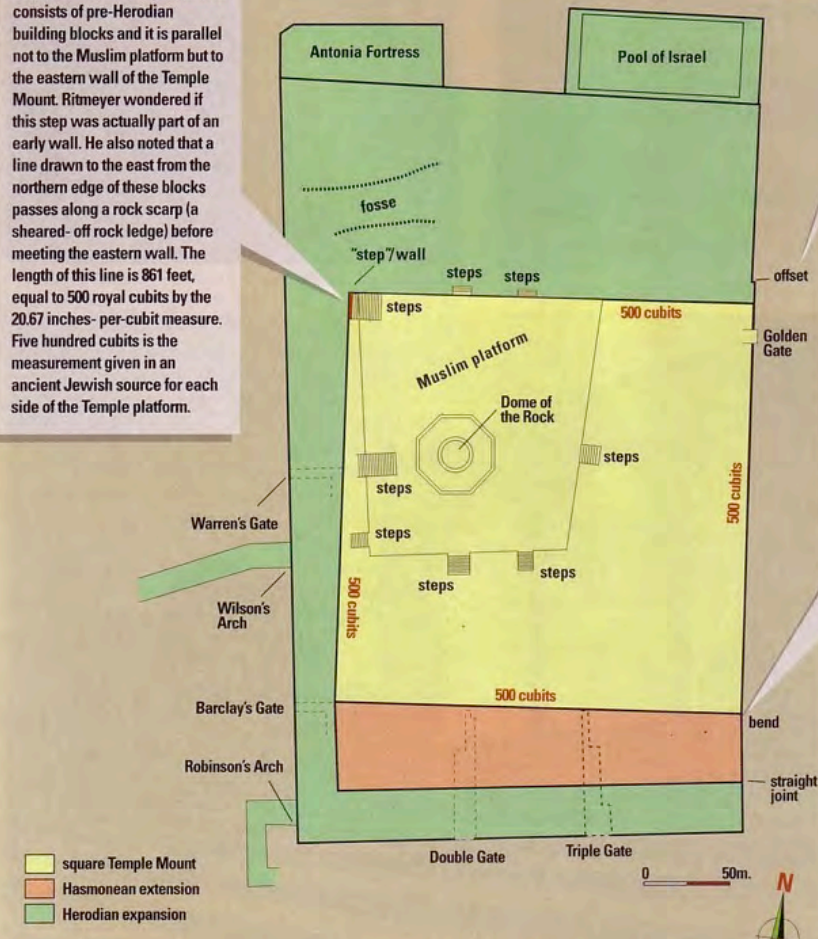 consists of pre-Herodian
building blocks and it is parallel
not to the Muslim platform but to
the eastern wall of the Temple
Mount. Ritmeyer wondered if
this step was actually part of an
early wall. He also noted that a
line drawn to the east from the
northern edge of these blocks
passes along a rock scarp (a
sheared- off rock ledge) before
meeting the eastern wall. The
length of this line is 861 feet,
equal to 500 royal cubits by the
20.67 inches- per-cubit measure.
Five hundred cubits is the
measurement given in an
ancient Jewish source for each
side of the Temple platform.
Antonia Fortress
Pool of Israel
fosse
"step"/wall
steps
steps
steps
offset
500 cubits
Golden
Gate
Muslim platform
Dome of
the Rock
steps
steps
500 cubits
Warren's Gate
steps
steps
steps
Wilson's
Arch
500 cubits
500 cubits
Barclay's Gate
bend
Robinson's Arch
straight
joint
Double Gate
Triple Gate
square Temple Mount
Hasmonean extension
Herodian expansion
0 50m.
N